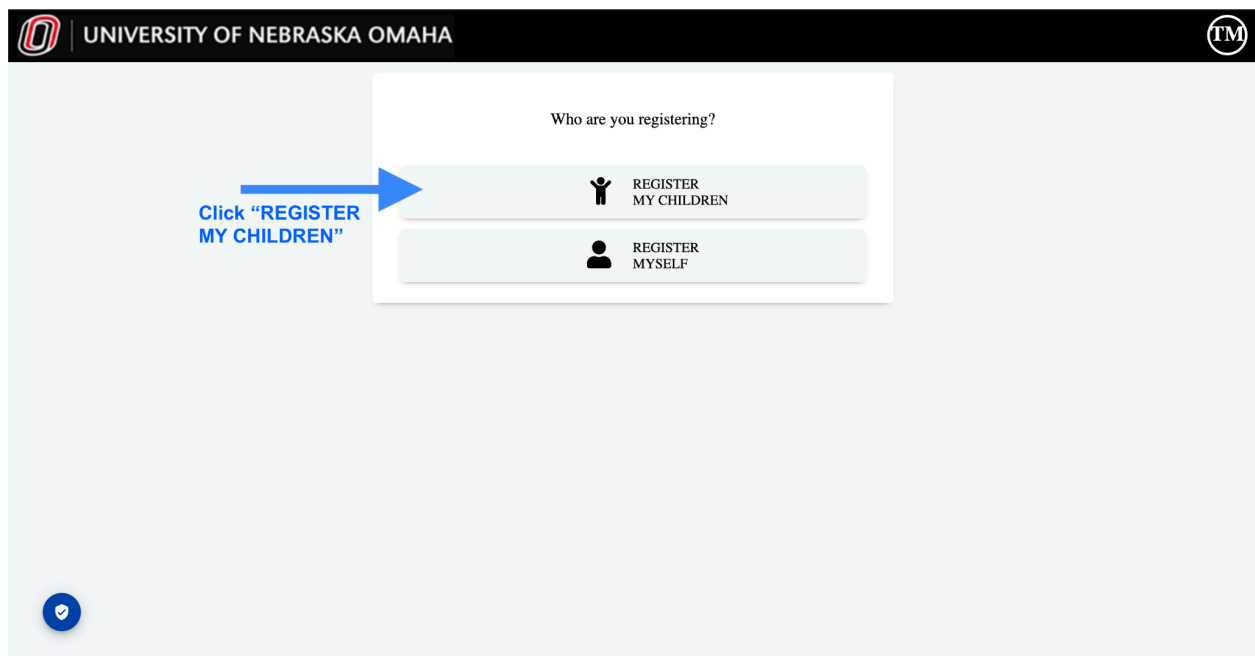 UNIVERSITY OF NEBRASKA OMAHA
TM
Who are you registering?
REGISTER
MY CHILDREN
Click “REGISTER
MY CHILDREN”
REGISTER
MYSELF